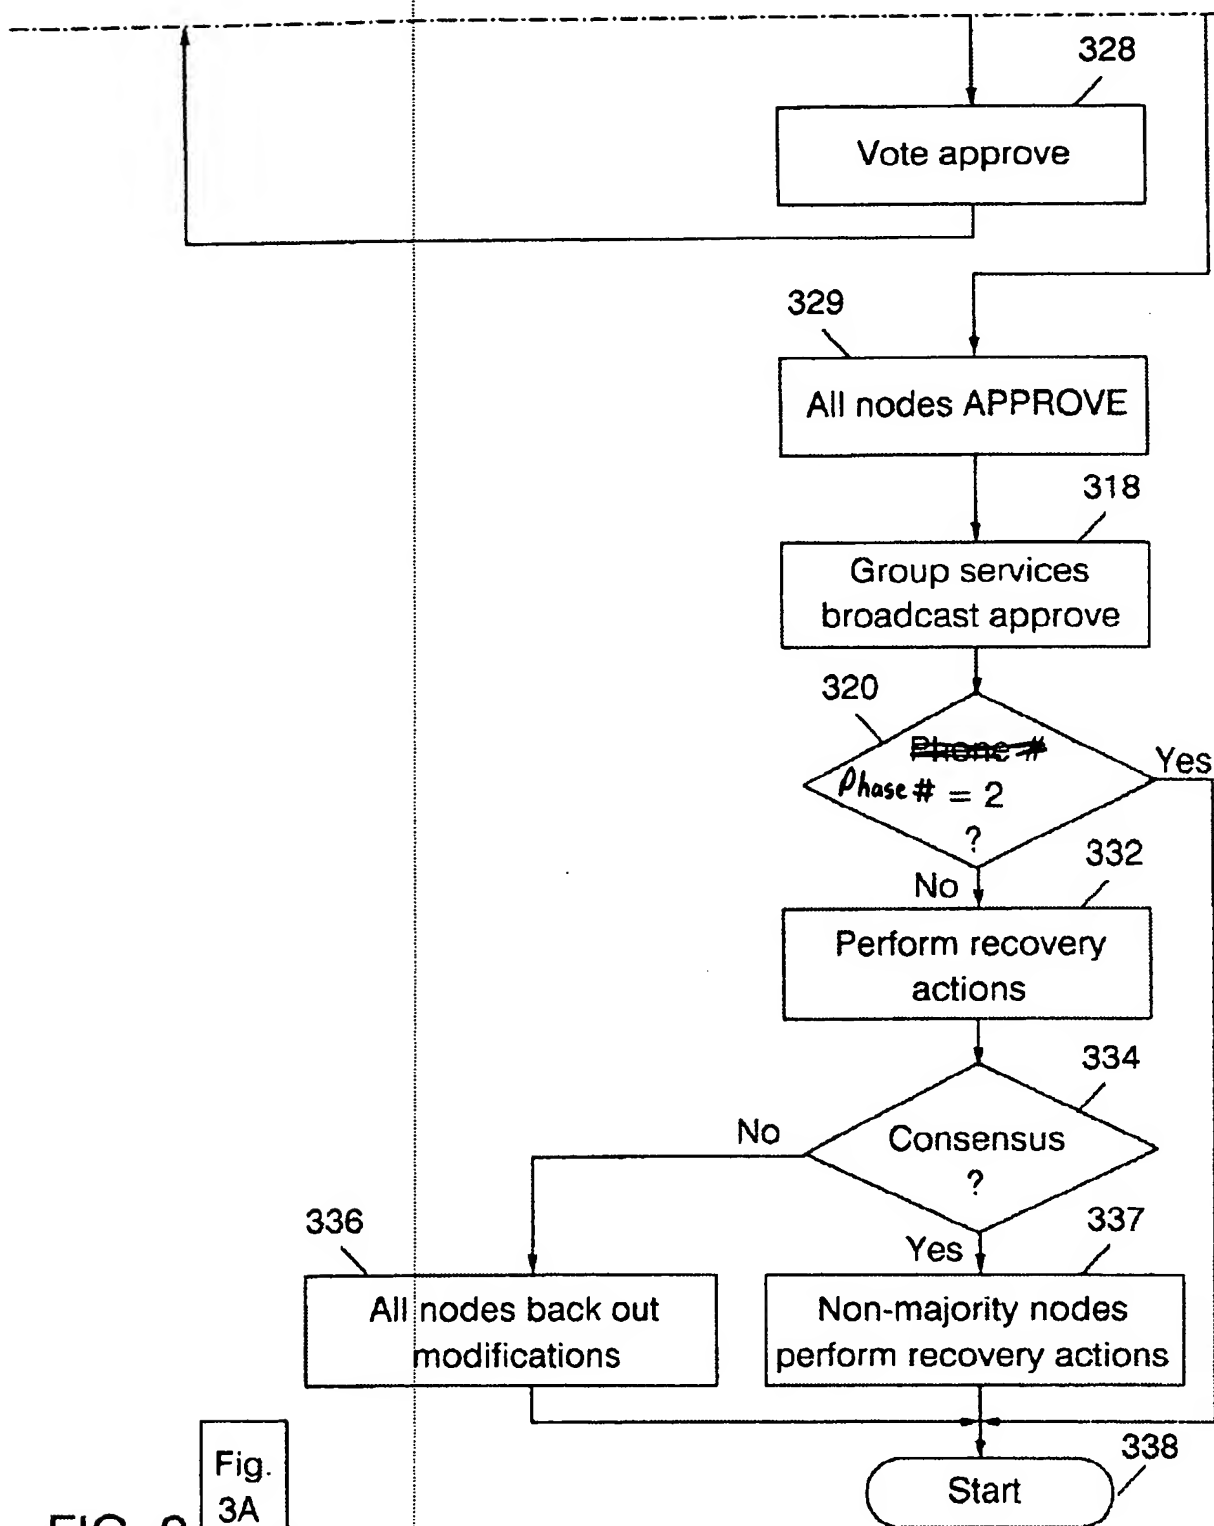 328
Vote approve
329
All nodes APPROVE
318
Group services
broadcast approve
320
Phone #
Phase # = 2
?
Yes
No
332
Perform recovery
actions
334
Consensus
?
No
Yes
336
All nodes back out
modifications
337
Non-majority nodes
perform recovery actions
338
Start
Fig.
3A